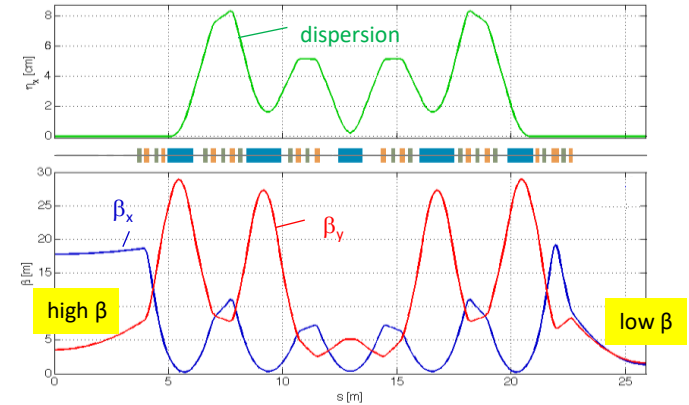 8
6
4
2
0
η_x [cm]
dispersion
30
25
20
15
10
5
0
β [m]
β_x
β_y
high β
low β
0
5
10
15
20
25
s [m]